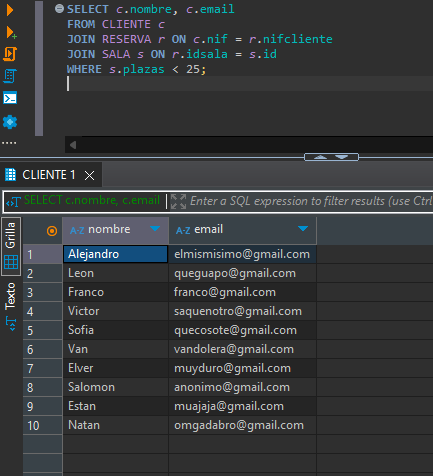 SELECT c.nombre, c.email
FROM CLIENTE c
JOIN RESERVA r ON c.nif = r.nifcliente
JOIN SALA s ON r.idsala = s.id
WHERE s.plazas < 25;
CLIENTE 1
SELECT c.nombre, c.email
Enter a SQL expression to filter results (use Ctrl
Grilla
Texto
A-Z nombre A-Z email
1 Alejandro elmismisimo@gmail.com
2 Leon queguapo@gmail.com
3 Franco franco@gmail.com
4 Victor saquenotro@gmail.com
5 Sofia quecosote@gmail.com
6 Van vandolera@gmail.com
7 Elver muyduro@gmail.com
8 Salomon anonimo@gmail.com
9 Estan muajaja@gmail.com
10 Natan omgadabro@gmail.com